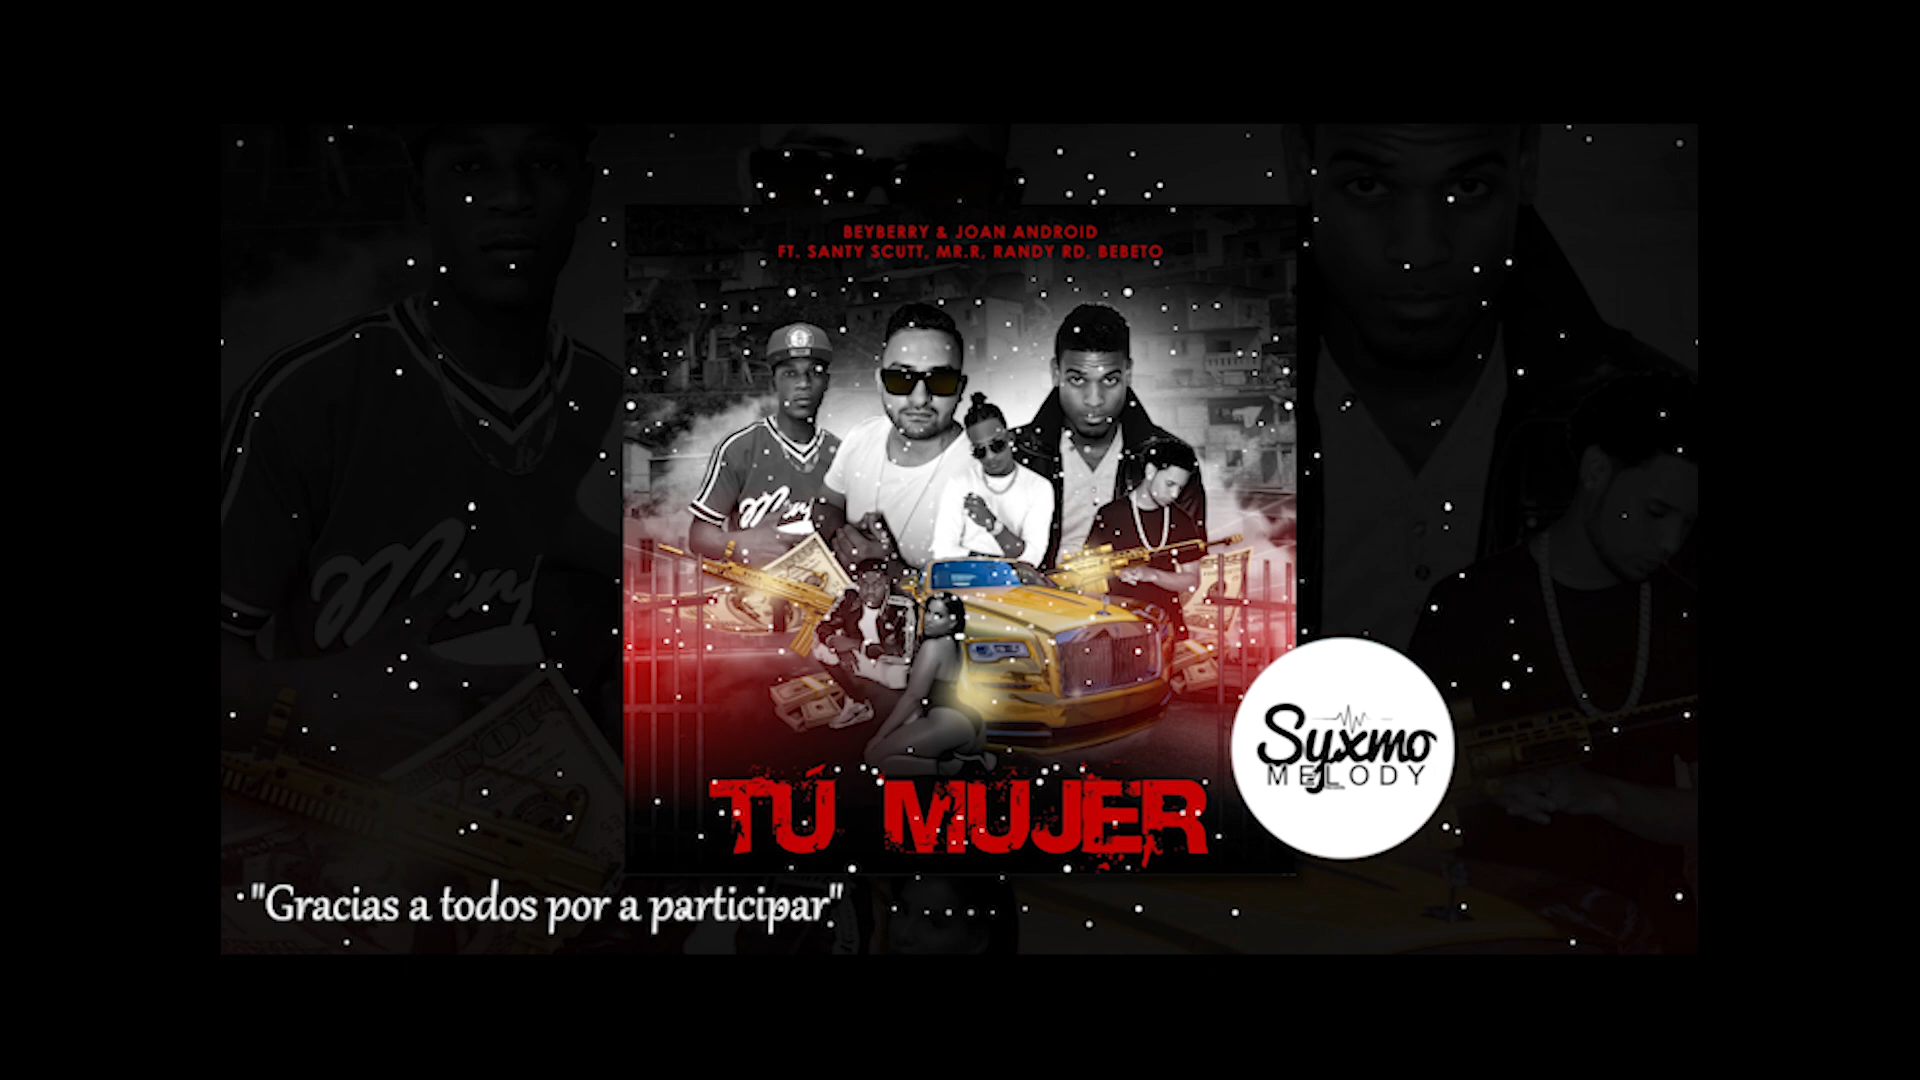 BEYBERRY & JOAN ANDROID
FT. SANTY SCUTT, MR.R, RANDY RD, BEBETO
TÚ MUJER
Syxmo
MELODY
"Gracias a todos por a participar"